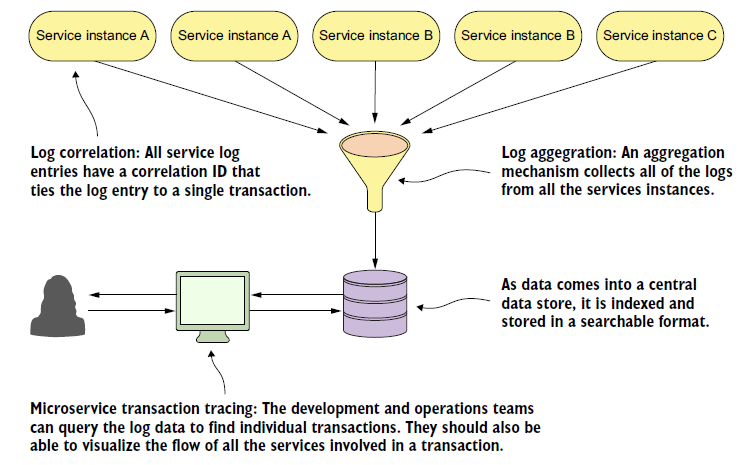 Service instance A
Service instance A
Service instance B
Service instance B
Service instance C
Log correlation: All service log
entries have a correlation ID that
ties the log entry to a single transaction.
Log aggegration: An aggregation
mechanism collects all of the logs
from all the services instances.
As data comes into a central
data store, it is indexed and
stored in a searchable format.
Microservice transaction tracing: The development and operations teams
can query the log data to find individual transactions. They should also be
able to visualize the flow of all the services involved in a transaction.